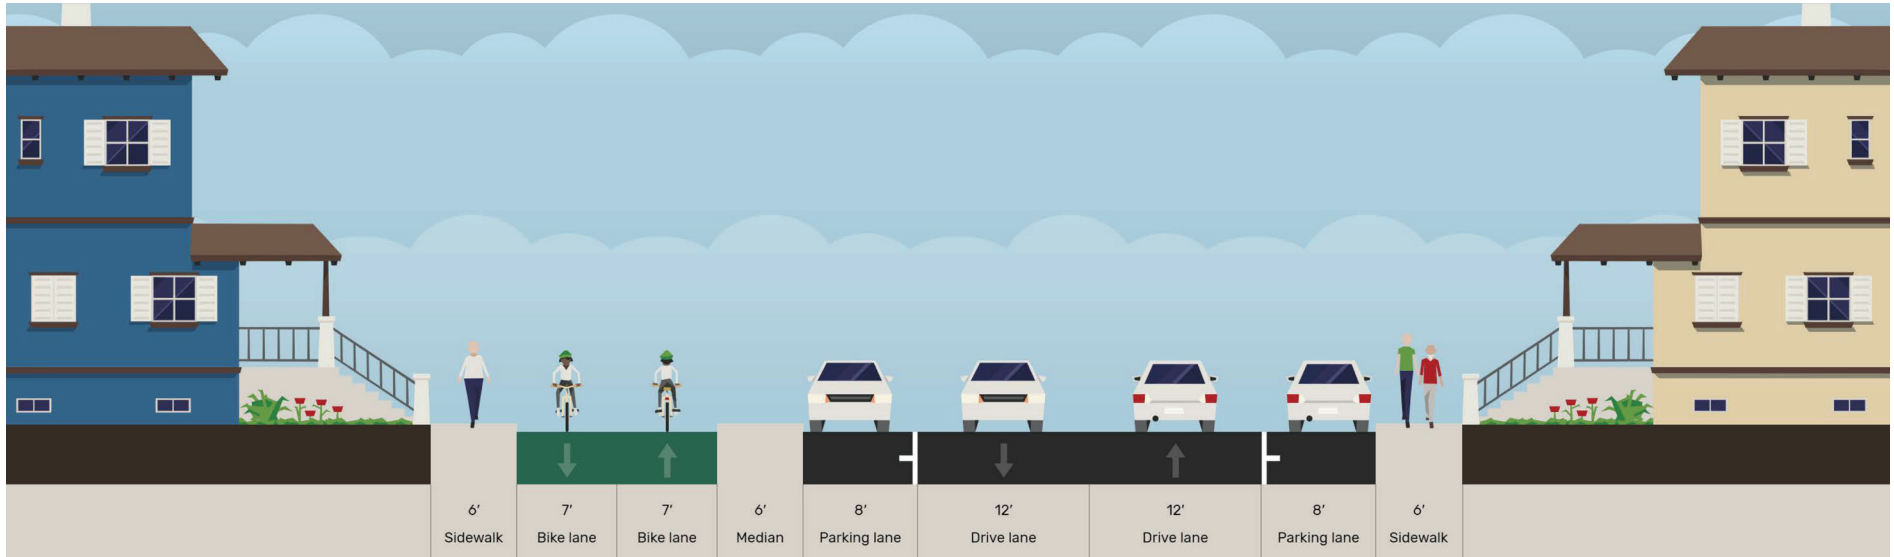 6′ 7′ 7′ 6′ 8′ 12′ 12′ 8′ 6′
Sidewalk Bike lane Bike lane Median Parking lane Drive lane Drive lane Parking lane Sidewalk